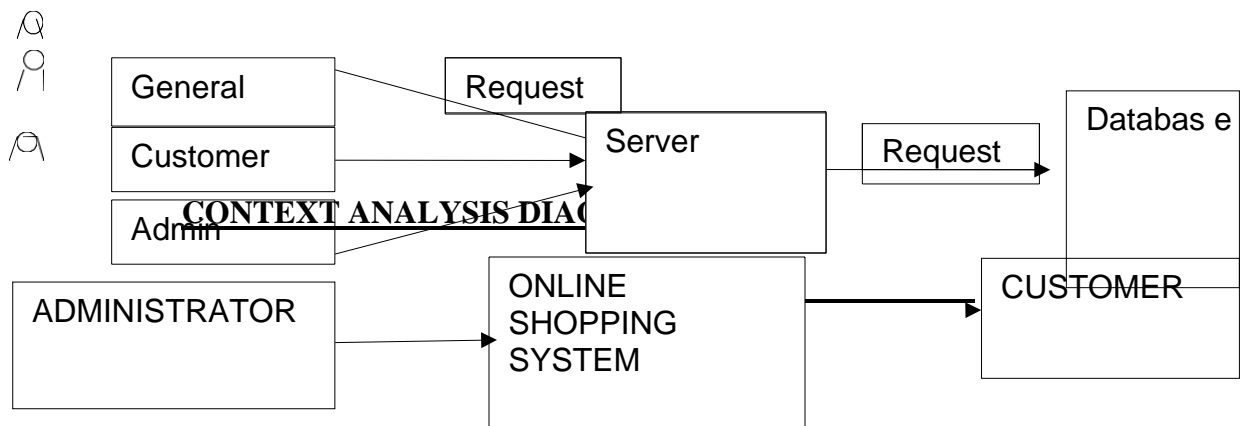 General
Request
Customer
Server
Request
Databas e
Admin
CONTEXT ANALYSIS DIAG
ADMINISTRATOR
ONLINE
SHOPPING
SYSTEM
CUSTOMER